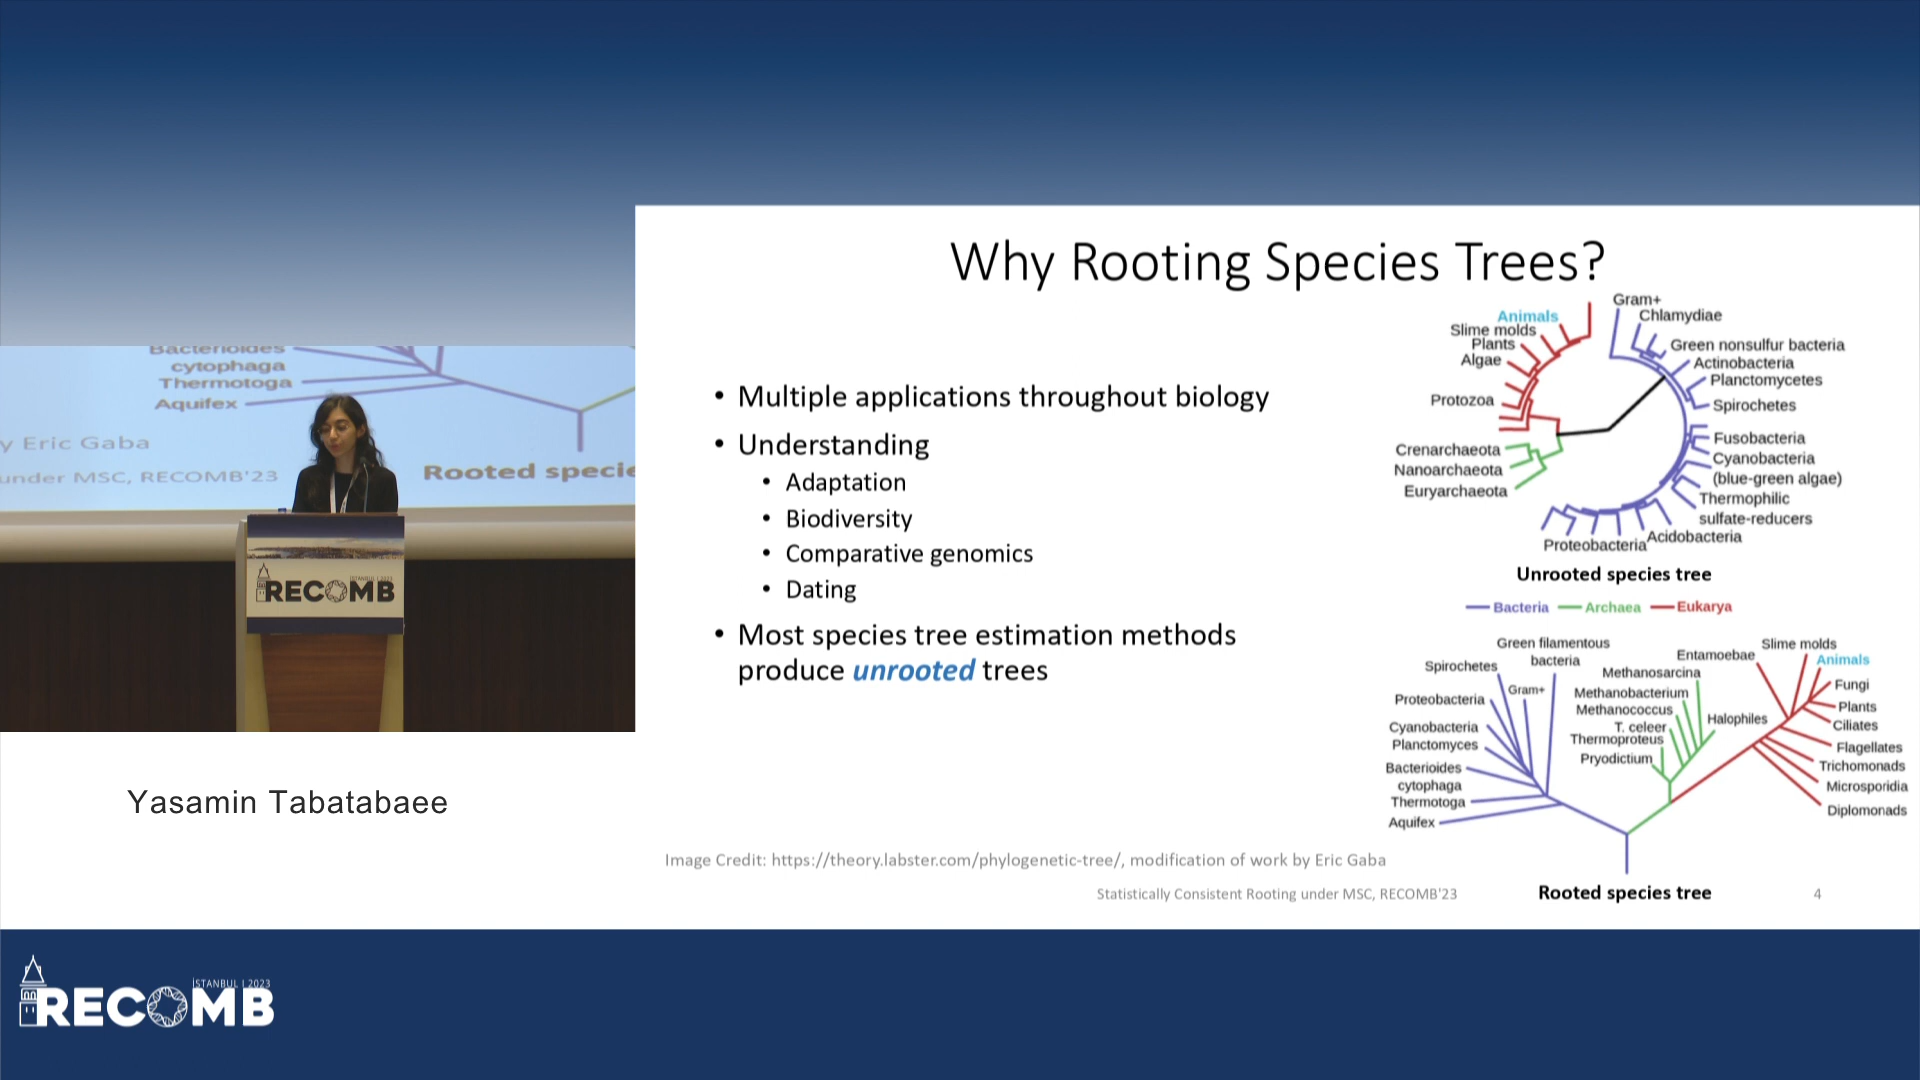 Why Rooting Species Trees?
• Multiple applications throughout biology
• Understanding
• Adaptation
• Biodiversity
• Comparative genomics
• Dating
• Most species tree estimation methods
produce unrooted trees
Gram+
Animals
Chlamydiae
Slime molds
Plants
Green nonsulfur bacteria
Algae
Actinobacteria
Planctomycetes
Protozoa
Spirochetes
Fusobacteria
Crenarchaeota
Cyanobacteria
Nanoarchaeota
(blue-green algae)
Euryarchaeota
Thermophilic
sulfate-reducers
Acidobacteria
Proteobacteria
Unrooted species tree
Bacteria Archaea Eukarya
Green filamentous
bacteria
Slime molds
Entamoebae
Animals
Spirochetes
Methanosarcina
Fungi
Gram+
Methanobacterium
Proteobacteria
Plants
Methanococcus
Halophiles
Ciliates
Cyanobacteria
T. celeer
Thermoproteus
Planctomyces
Flagellates
Pryodictium
Trichomonads
Bacterioides
cytophaga
Microsporidia
Thermotoga
Diplomonads
Aquifex
Image Credit: https://theory.labster.com/phylogenetic-tree/, modification of work by Eric Gaba
Statistically Consistent Rooting under MSC, RECOMB'23
Rooted species tree
4
Bacterioides
cytophaga
Thermotoga
Aquifex
y Eric Gaba
under MSC, RECOMB'23
Rooted specie
İSTANBUL | 2023
RECOMB
Yasamin Tabatabaee
İSTANBUL | 2023
RECOMB